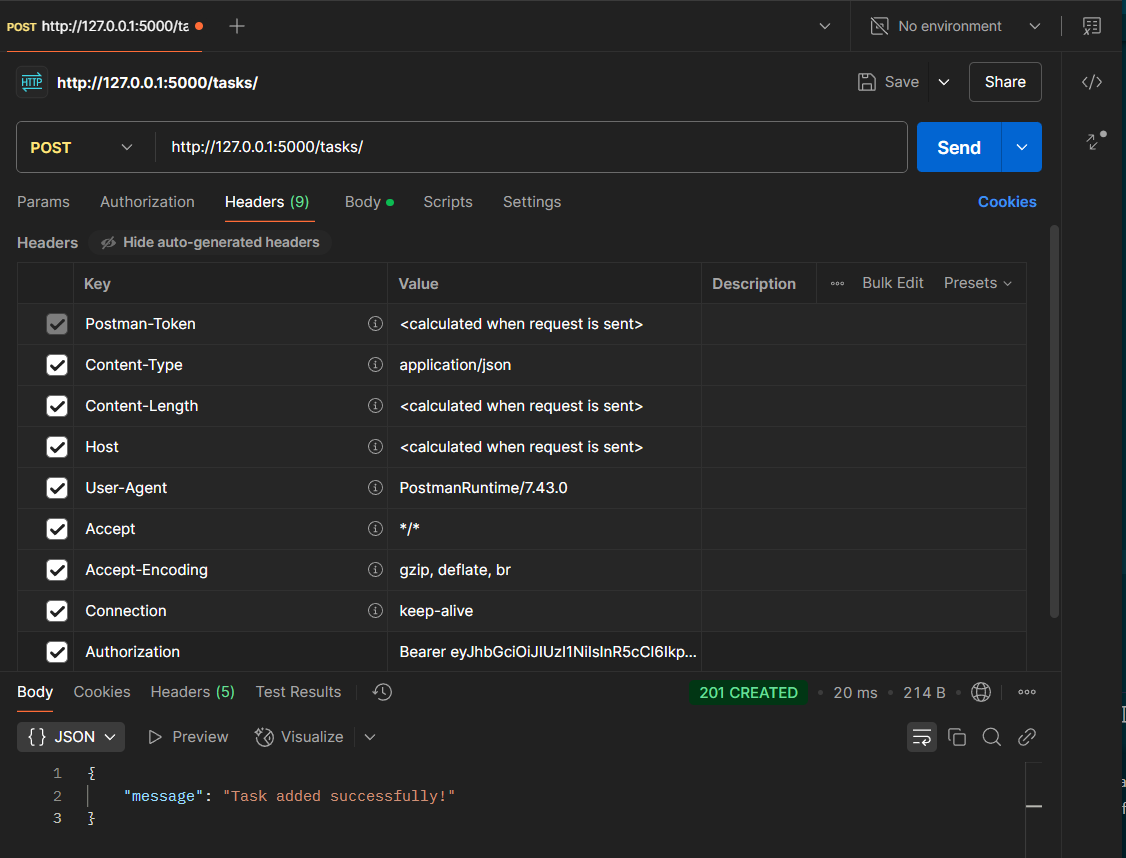 POST http://127.0.0.1:5000/ta
No environment
HTTP http://127.0.0.1:5000/tasks/
Save
Share
POST
http://127.0.0.1:5000/tasks/
Send
Params Authorization Headers (9) Body Scripts Settings Cookies
Headers Hide auto-generated headers
Key Value Description Bulk Edit Presets
Postman-Token <calculated when request is sent>
Content-Type application/json
Content-Length <calculated when request is sent>
Host <calculated when request is sent>
User-Agent PostmanRuntime/7.43.0
Accept */*
Accept-Encoding gzip, deflate, br
Connection keep-alive
Authorization Bearer eyJhbGciOiJIUzI1NiIsInR5cCI6Ikp...
Body Cookies Headers (5) Test Results 201 CREATED 20 ms 214 B
{} JSON Preview Visualize
1 {
2 "message": "Task added successfully!"
3 }